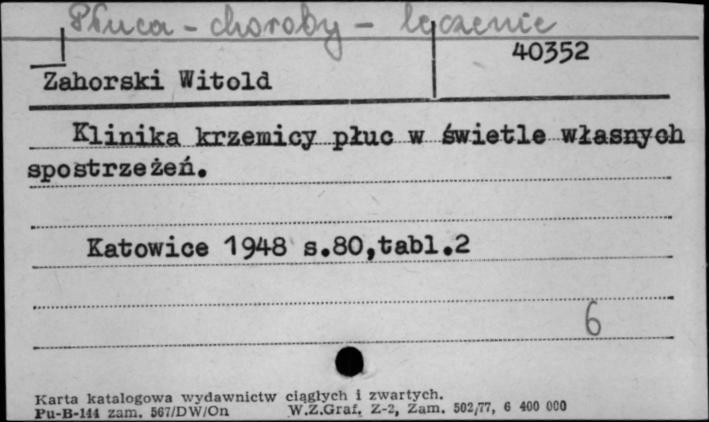 Płuca - choroby - leczenie
40352
Zahorski Witold
Klinika krzemicy płuc w świetle własnych
spostrzeżeń.
Katowice 1948 s.80,tabl.2
6
Karta katalogowa wydawnictw ciągłych i zwartych.
Pu-B-144 zam. 567/DW/On W.Z.Graf. Z-2, Zam. 502/77, 6 400 000